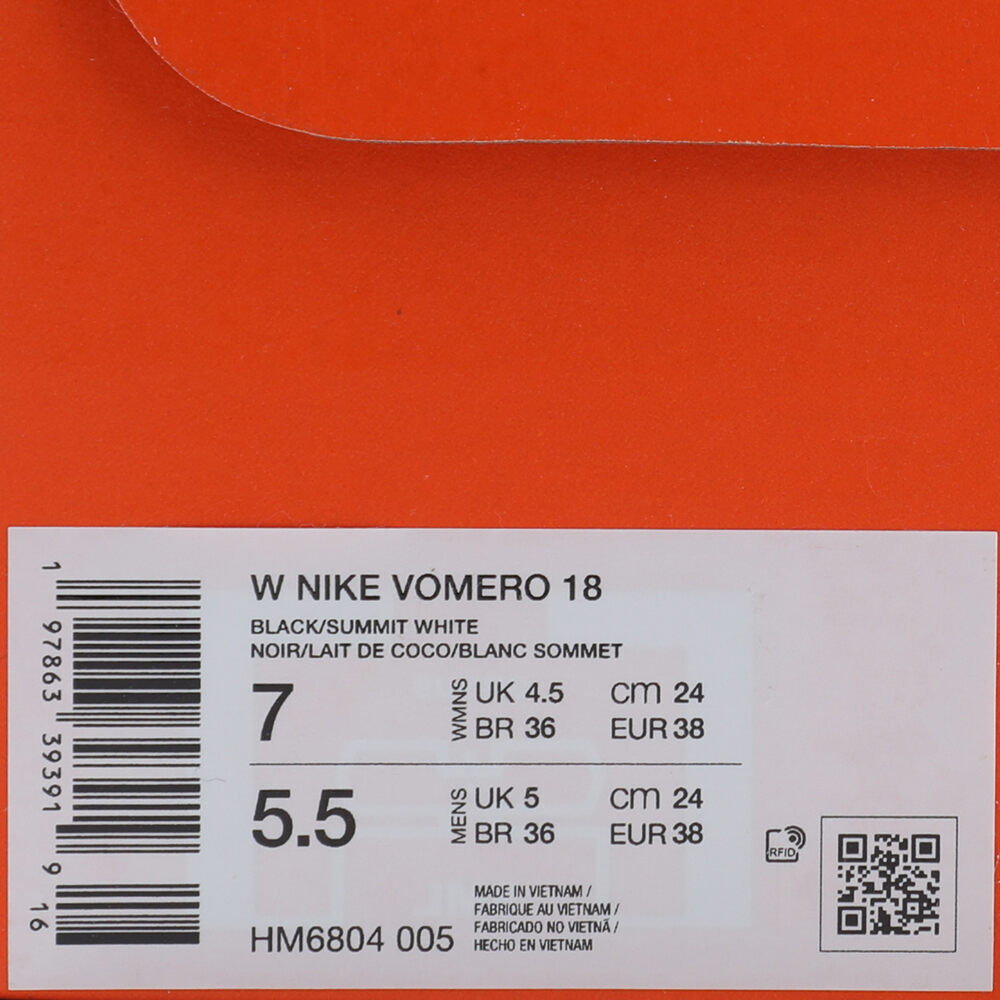 W NIKE VOMERO 18
BLACK/SUMMIT WHITE
NOIR/LAIT DE COCO/BLANC SOMMET
7
WMNS
UK 4.5 cm 24
BR 36 EUR 38
5.5
MENS
UK 5 cm 24
BR 36 EUR 38
HM6804 005
MADE IN VIETNAM /
FABRIQUE AU VIETNAM /
FABRICADO NO VIETNÃ /
HECHO EN VIETNAM
RFID
1 97863 39391 9 16